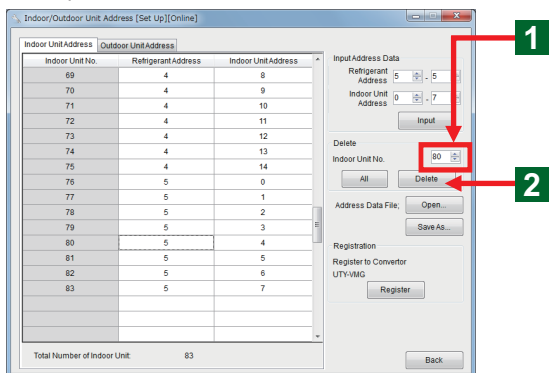 Indoor/Outdoor Unit Address [Set Up][Online]
Indoor Unit Address Outdoor Unit Address
Indoor Unit No. Refrigerant Address Indoor Unit Address
69 4 8
70 4 9
71 4 10
72 4 11
73 4 12
74 4 13
75 4 14
76 5 0
77 5 1
78 5 2
79 5 3
80 5 4
81 5 5
82 5 6
83 5 7
Total Number of Indoor Unit: 83
Input Address Data
Refrigerant Address 5 - 5
Indoor Unit Address 0 - 7
Input
Delete
Indoor Unit No. 80
All Delete
Address Data File; Open...
Save As...
Registration
Register to Convertor
UTY-VMG
Register
Back
1
2